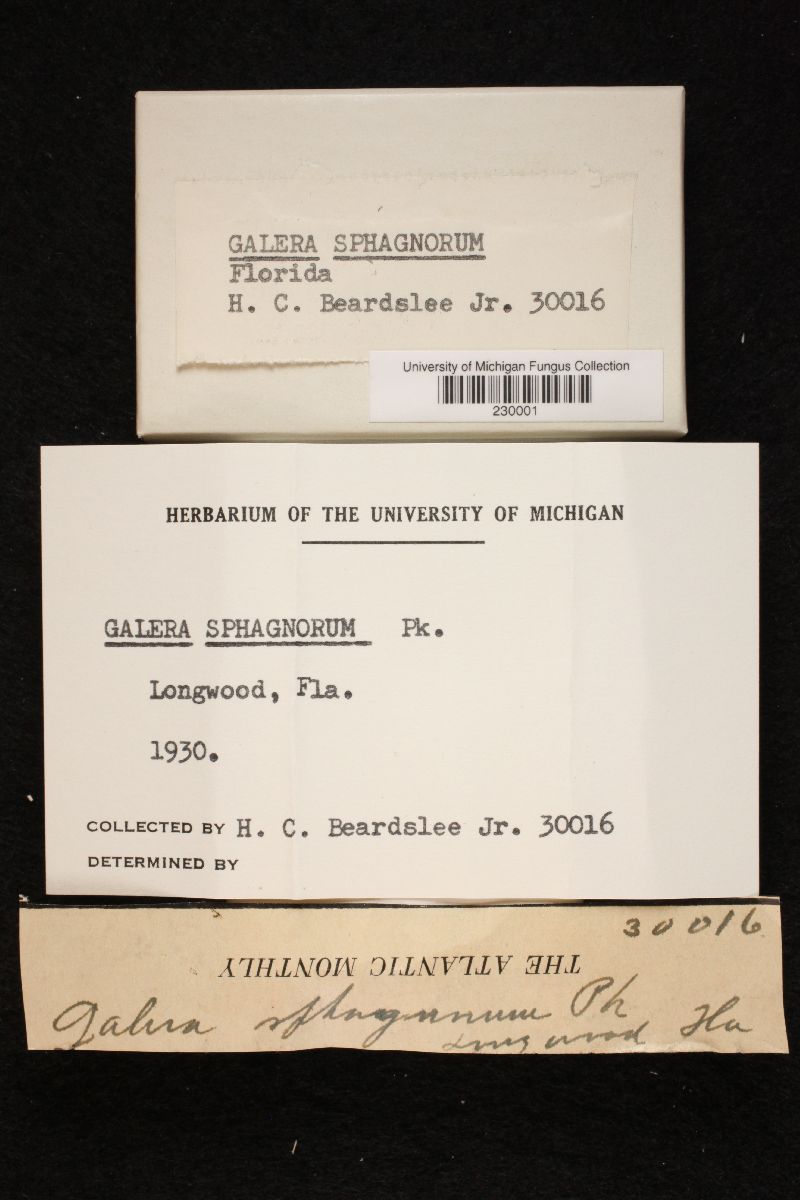 GALERA SPHAGNORUM
Florida
H. C. Beardslee Jr. 30016
University of Michigan Fungus Collection
230001
HERBARIUM OF THE UNIVERSITY OF MICHIGAN
GALERA SPHAGNORUM Pk.
Longwood, Fla.
1930.
COLLECTED BY H. C. Beardslee Jr. 30016
DETERMINED BY
30016
THE ATLANTIC MONTHLY
Galera sphagnorum Pk
Longwood Fla